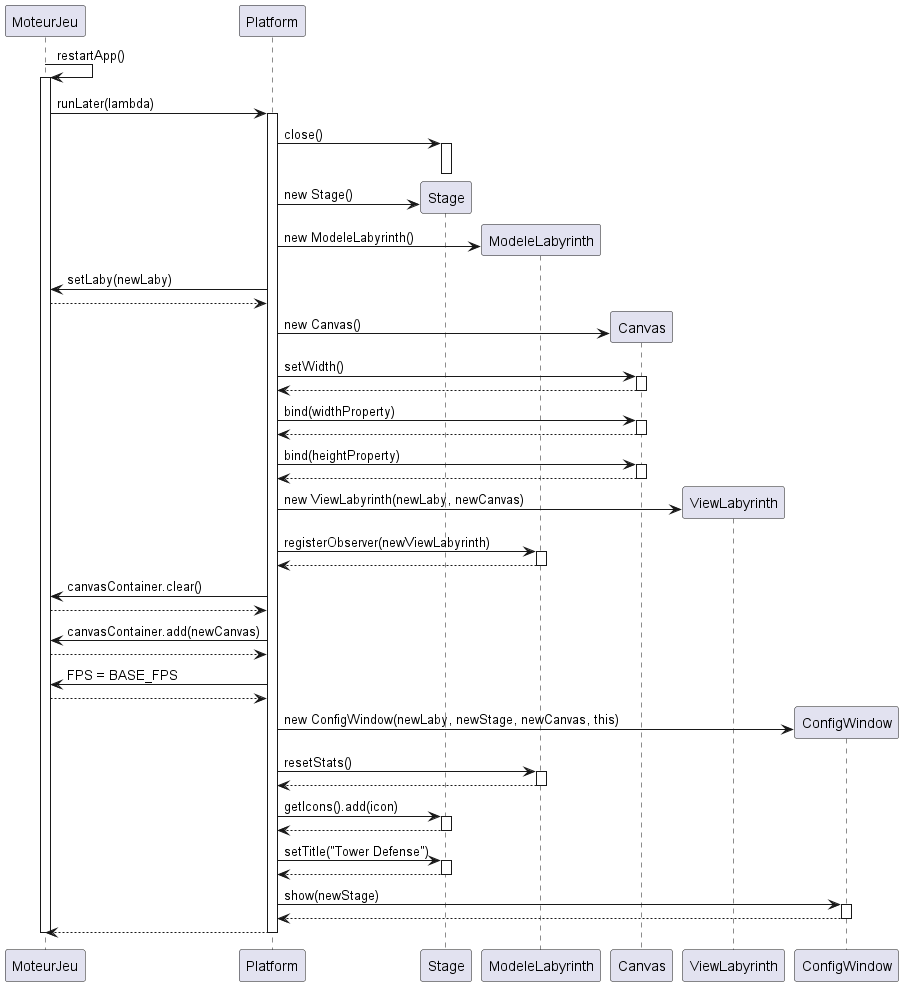 MoteurJeu
Platform
restartApp()
runLater(lambda)
close()
new Stage()
Stage
new ModeleLabyrinth()
ModeleLabyrinth
setLaby(newLaby)
new Canvas()
Canvas
setWidth()
bind(widthProperty)
bind(heightProperty)
new ViewLabyrinth(newLaby, newCanvas)
ViewLabyrinth
registerObserver(newViewLabyrinth)
canvasContainer.clear()
canvasContainer.add(newCanvas)
FPS = BASE_FPS
new ConfigWindow(newLaby, newStage, newCanvas, this)
ConfigWindow
resetStats()
getIcons().add(icon)
setTitle("Tower Defense")
show(newStage)
MoteurJeu
Platform
Stage
ModeleLabyrinth
Canvas
ViewLabyrinth
ConfigWindow